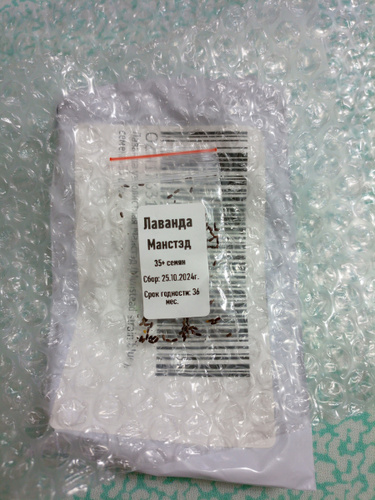 Лаванда
Манстэд
35+ семян
Сбор: 25.10.2024г.
Срок годности: 36
мес.